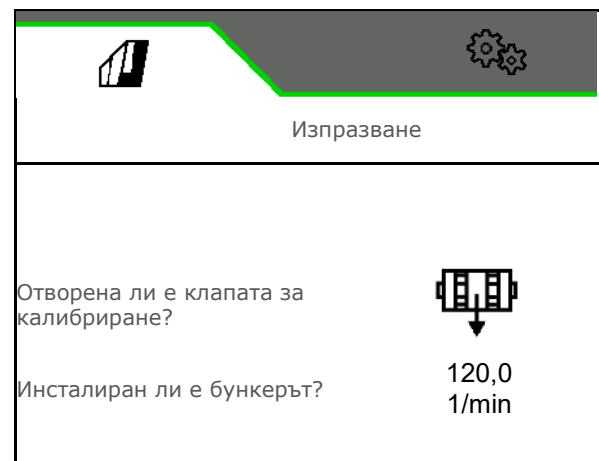 Изпразване
Отворена ли е клапата за
калибриране?
Инсталиран ли е бункерът?
120,0
1/min